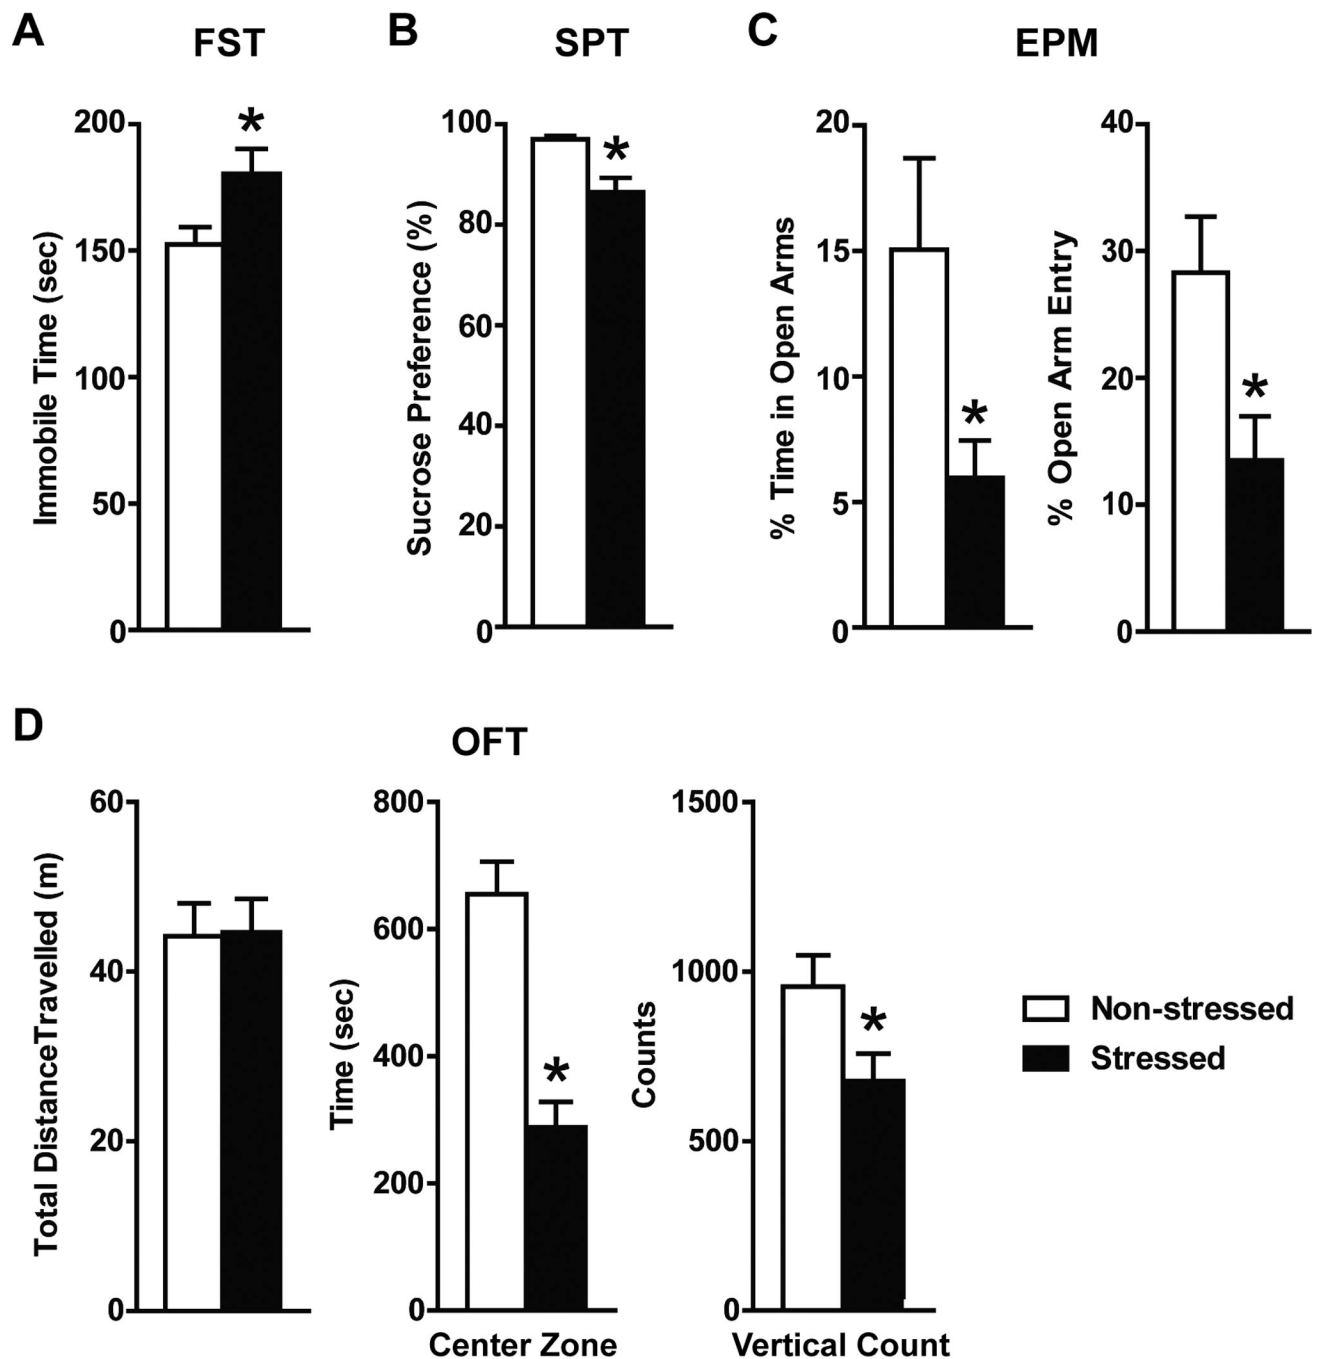 A
FST
200
150
100
50
0
Immobile Time (sec)
*
B
SPT
100
80
60
40
20
0
Sucrose Preference (%)
*
C
EPM
20
15
10
5
0
% Time in Open Arms
*
40
30
20
10
0
% Open Arm Entry
*
D
OFT
60
40
20
0
Total DistanceTravelled (m)
800
600
400
200
0
Time (sec)
*
Center Zone
1500
1000
500
0
Counts
*
Vertical Count
Non-stressed
Stressed